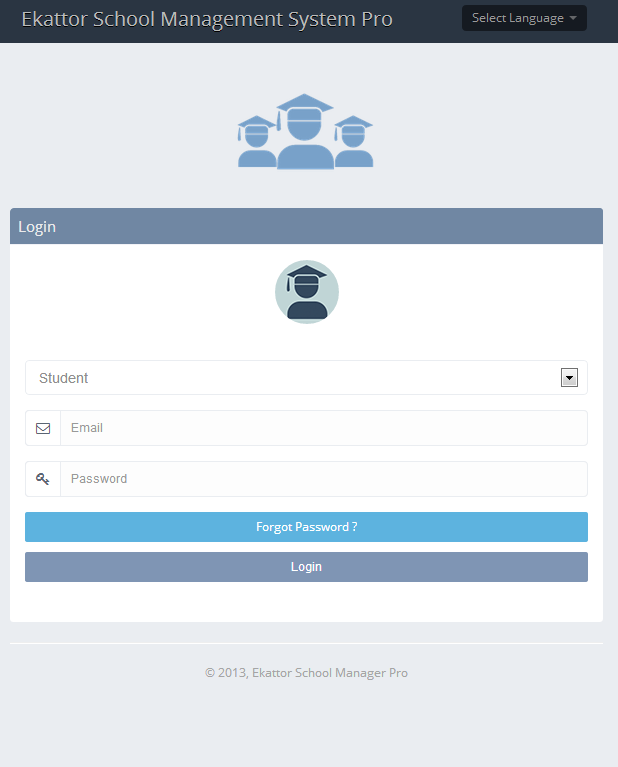 Ekattor School Management System Pro
Select Language
Login
Student
Email
Password
Forgot Password ?
Login
© 2013, Ekattor School Manager Pro